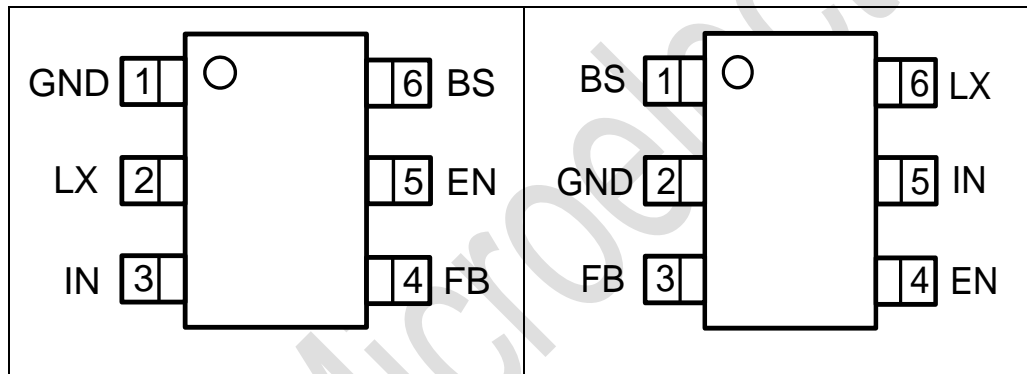 GND 1 6 BS
LX 2 5 EN
IN 3 4 FB
BS 1 6 LX
GND 2 5 IN
FB 3 4 EN